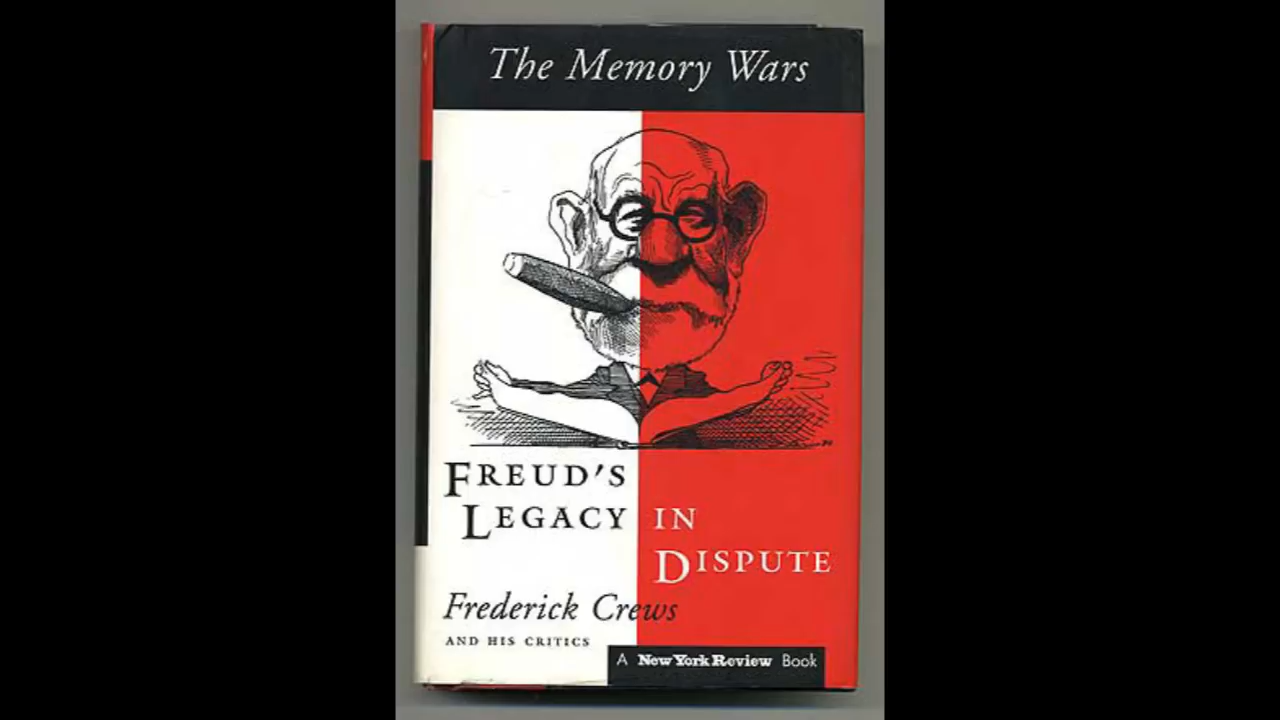 The Memory Wars
FREUD'S
LEGACY IN
DISPUTE
Frederick Crews
AND HIS CRITICS
A New York Review Book